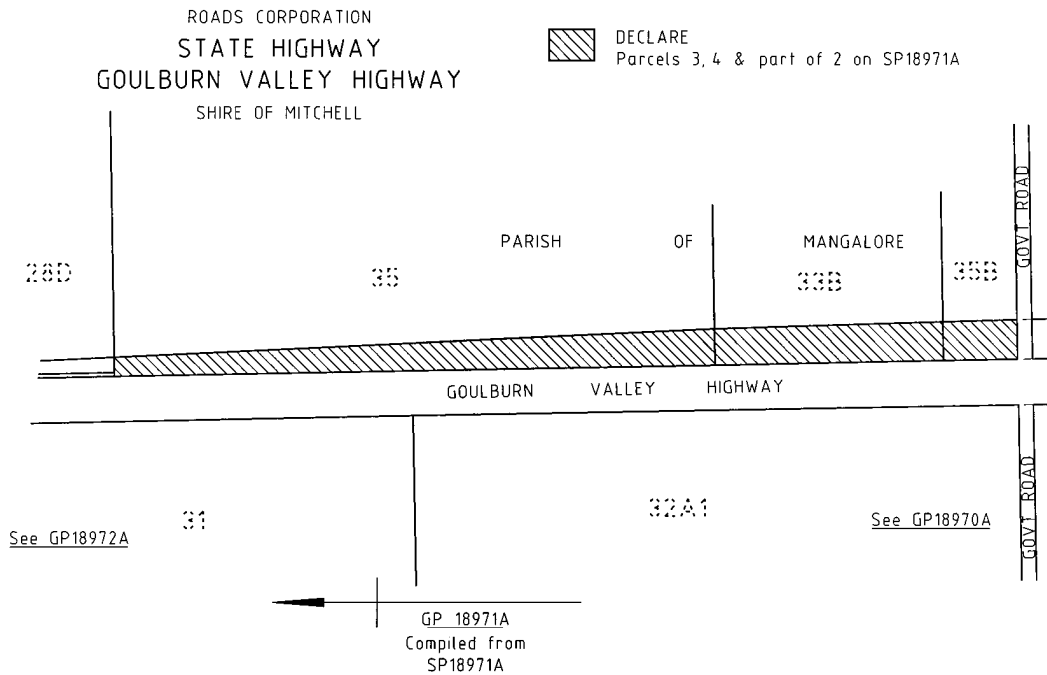 ROADS CORPORATION
STATE HIGHWAY
GOULBURN VALLEY HIGHWAY
SHIRE OF MITCHELL
DECLARE
Parcels 3, 4 & part of 2 on SP18971A
GOVT ROAD
PARISH OF MANGALORE
28D
35
33B
35B
GOULBURN VALLEY HIGHWAY
31
32A1
GOVT ROAD
See GP18972A
See GP18970A
GP 18971A
Compiled from
SP18971A